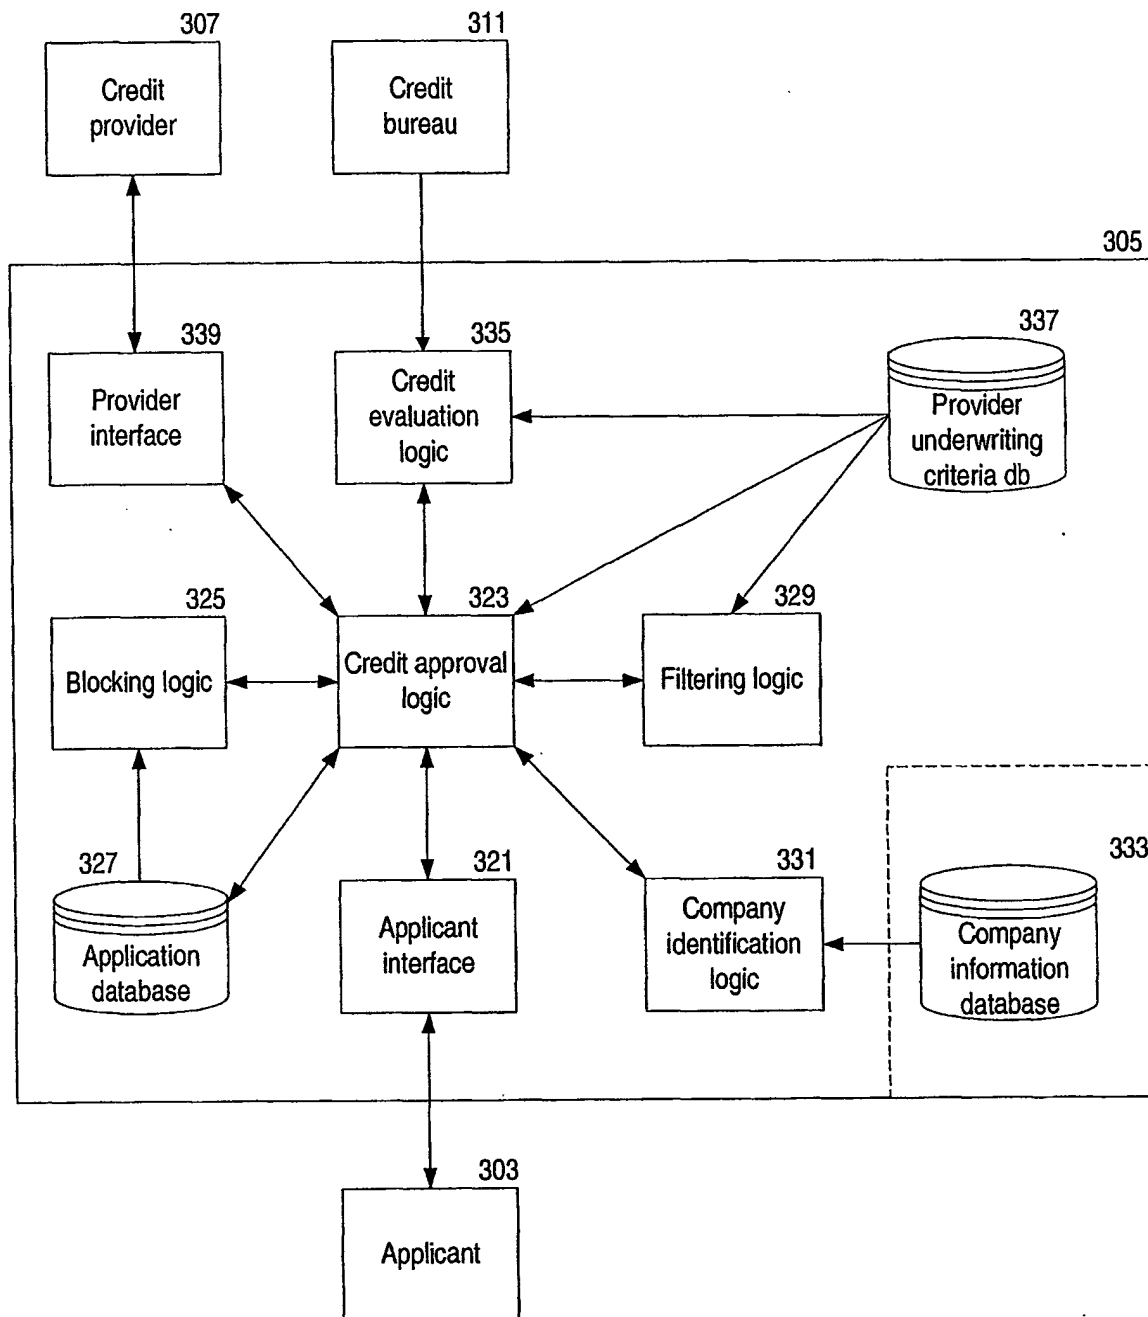 307
311
Credit
provider
Credit
bureau
305
339
335
337
Provider
interface
Credit
evaluation
logic
Provider
underwriting
criteria db
325
323
329
Blocking logic
Credit approval
logic
Filtering logic
327
321
331
333
Application
database
Applicant
interface
Company
identification
logic
Company
information
database
303
Applicant